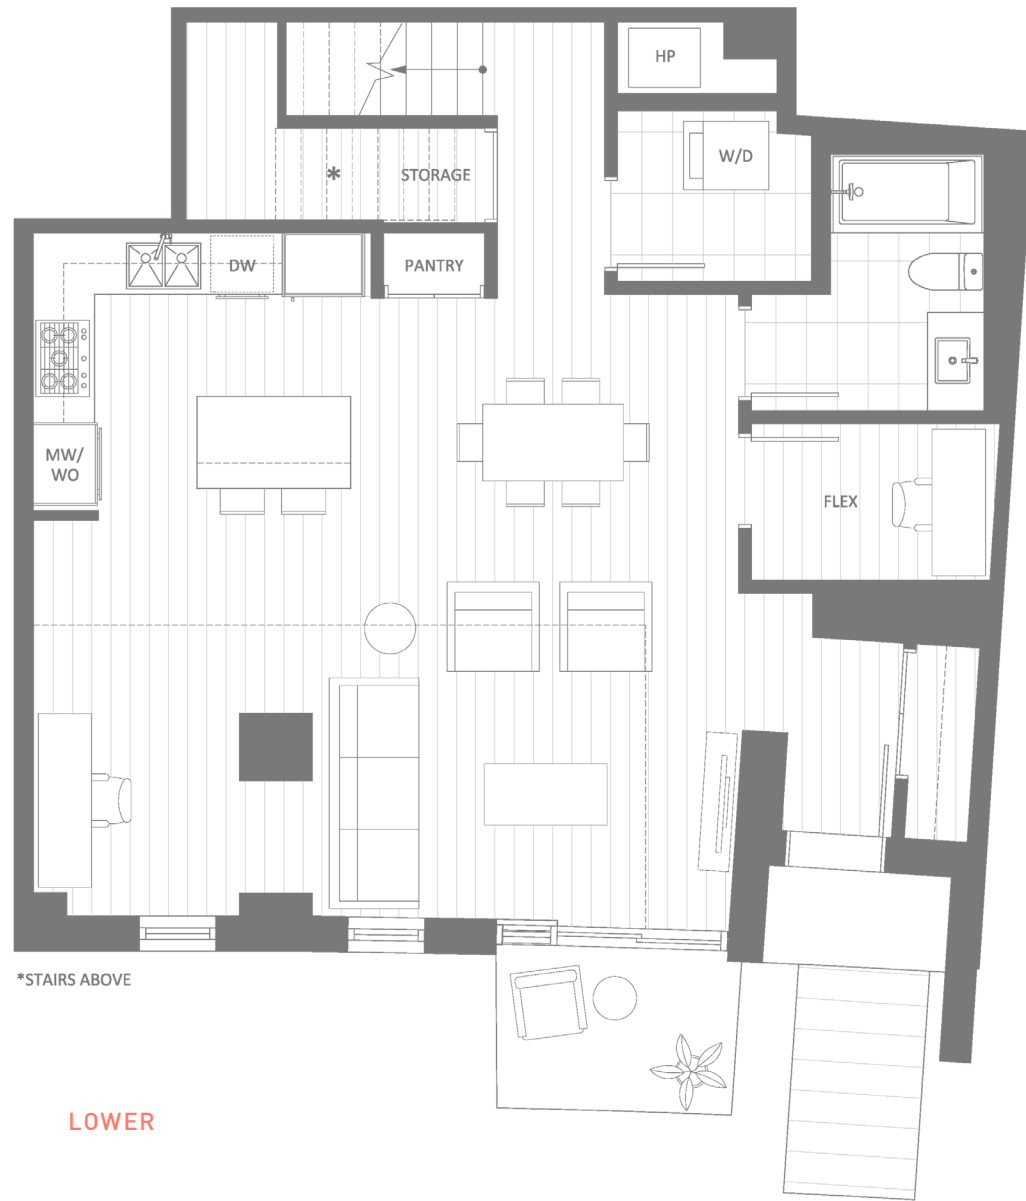 HP
W/D
*
STORAGE
DW
PANTRY
MW/
WO
FLEX
*STAIRS ABOVE
LOWER